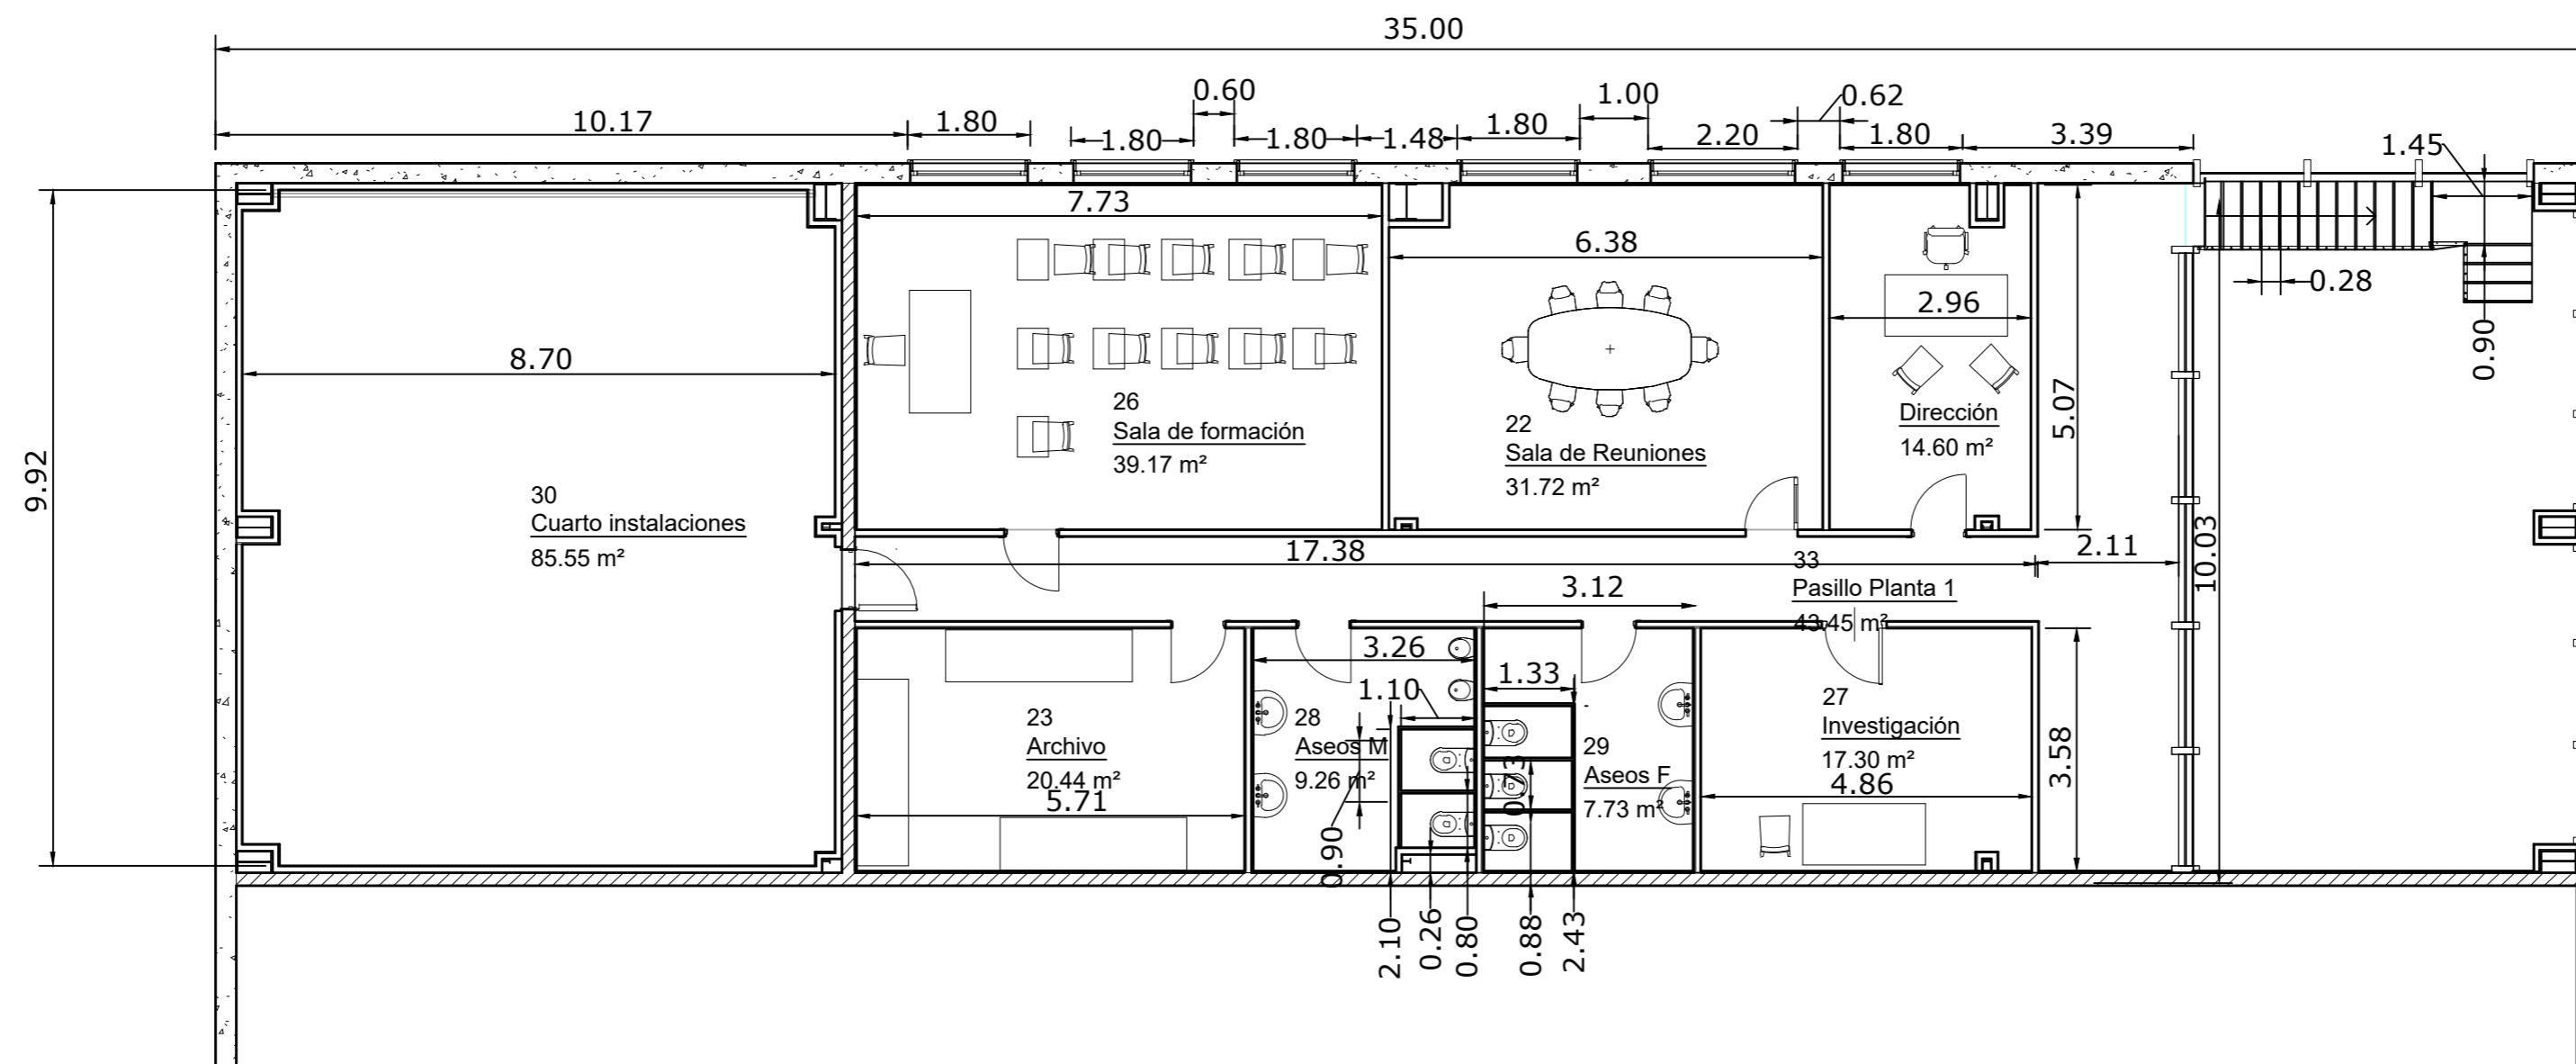 35.00
0.60
1.00
0.62
10.17
1.80
1.80
1.80
1.48
1.80
2.20
1.80
3.39
1.45
7.73
6.38
2.96
0.28
0.90
8.70
5.07
9.92
26
Sala de formación
39.17 m²
22
Sala de Reuniones
31.72 m²
Dirección
14.60 m²
30
Cuarto instalaciones
85.55 m²
17.38
2.11
10.03
33
Pasillo Planta 1
43.45 m²
3.12
3.26
1.33
1.10
3.58
23
Archivo
20.44 m²
5.71
28
Aseos M
9.26 m²
0.90
0.73
29
Aseos F
7.73 m²
27
Investigación
17.30 m²
4.86
2.10
0.26
0.80
0.88
2.43